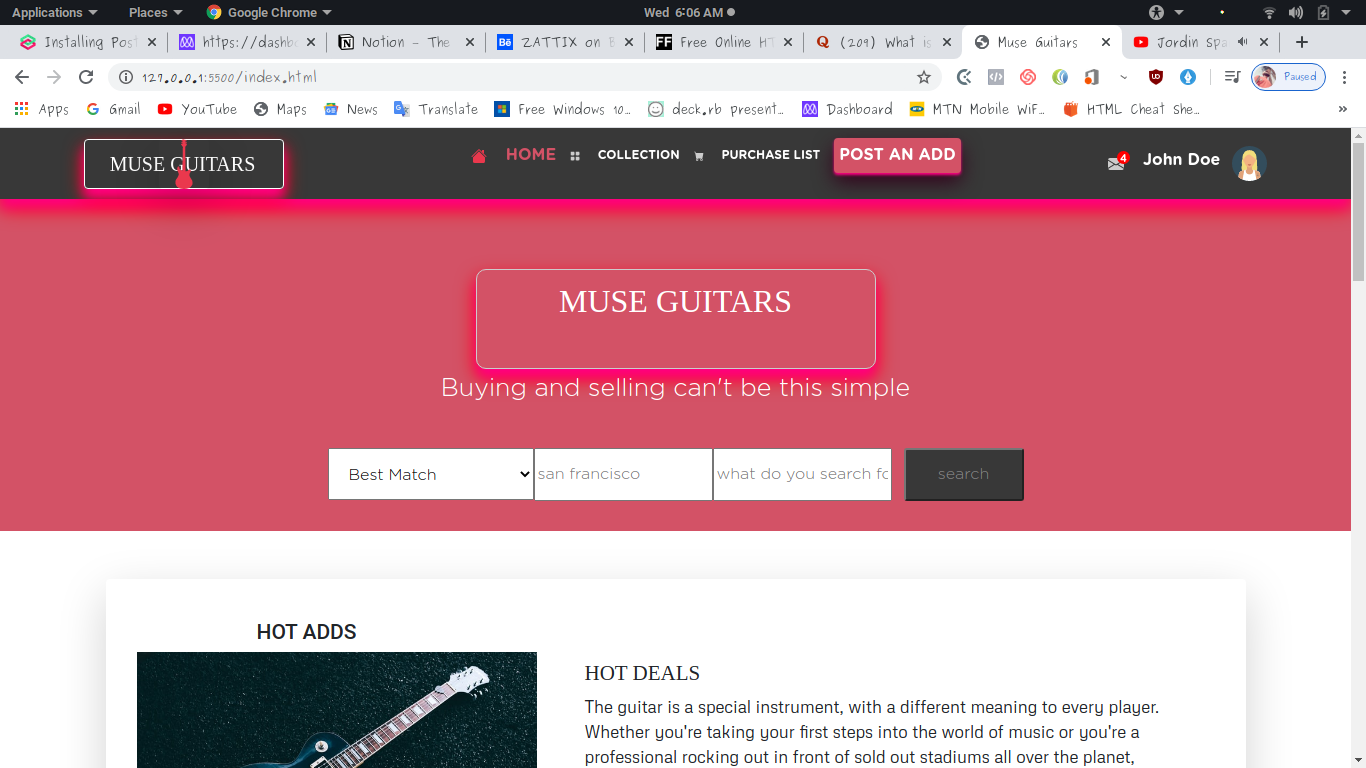 Applications Places Google Chrome Wed 6:06 AM
Installing Post https://dashb Notion – The ZATTIX on B Free Online HT (209) What is Muse Guitars Jordin Spa
127.0.0.1:5500/index.html Paused
Apps Gmail YouTube Maps News Translate Free Windows 10… deck.rb present… Dashboard MTN Mobile WiF… HTML Cheat She…
MUSE GUITARS HOME COLLECTION PURCHASE LIST POST AN ADD 4 John Doe
MUSE GUITARS
Buying and selling can't be this simple
Best Match san francisco what do you search fo search
HOT ADDS
HOT DEALS
The guitar is a special instrument, with a different meaning to every player.
Whether you're taking your first steps into the world of music or you're a
professional rocking out in front of sold out stadiums all over the planet,